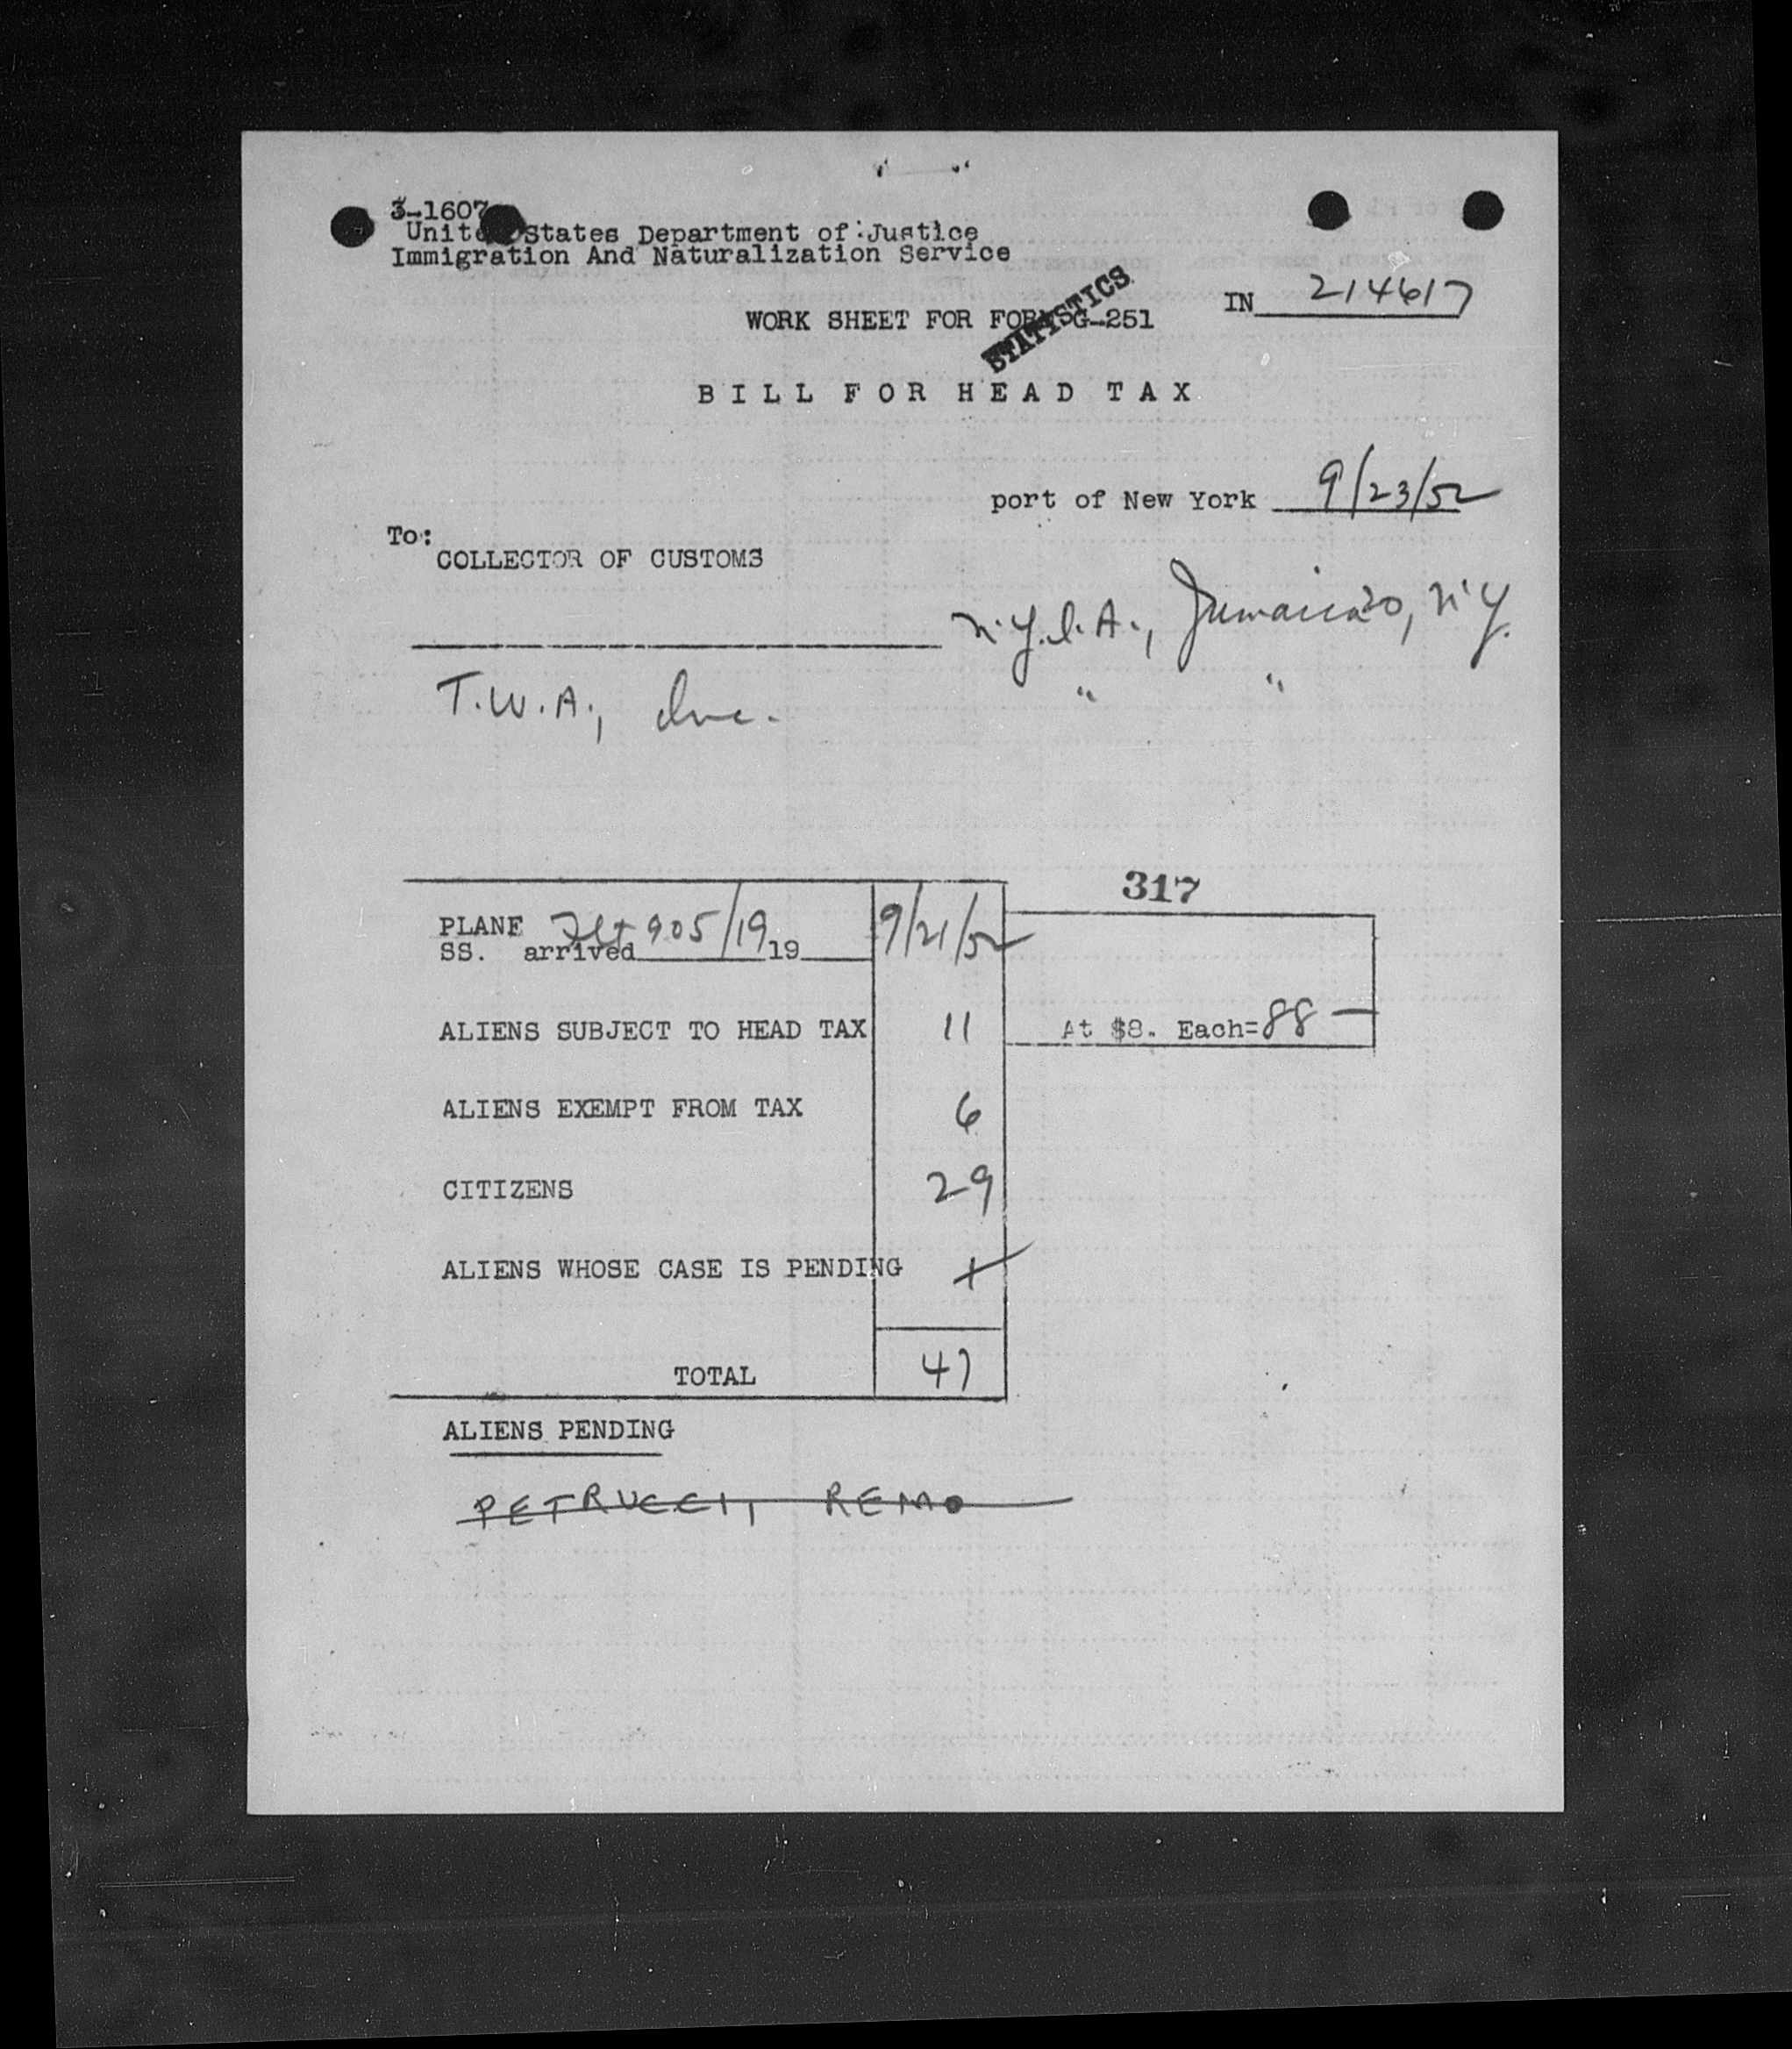 3-1607
United States Department of Justice
Immigration And Naturalization Service
STATISTICS
IN 214617
WORK SHEET FOR FORM G-251
BILL FOR HEAD TAX
port of New York 9/23/52
To:
COLLECTOR OF CUSTOMS
N.Y.I.A., Jamaica 30, N.Y.
T.W.A., Inc. " "
317
PLANE Flt 905/19 9/21/52
SS. arrived 19
ALIENS SUBJECT TO HEAD TAX 11 At $8. Each=88 —
ALIENS EXEMPT FROM TAX 6
CITIZENS 29
ALIENS WHOSE CASE IS PENDING 1
TOTAL 47
ALIENS PENDING
PETRUCCI, REMO